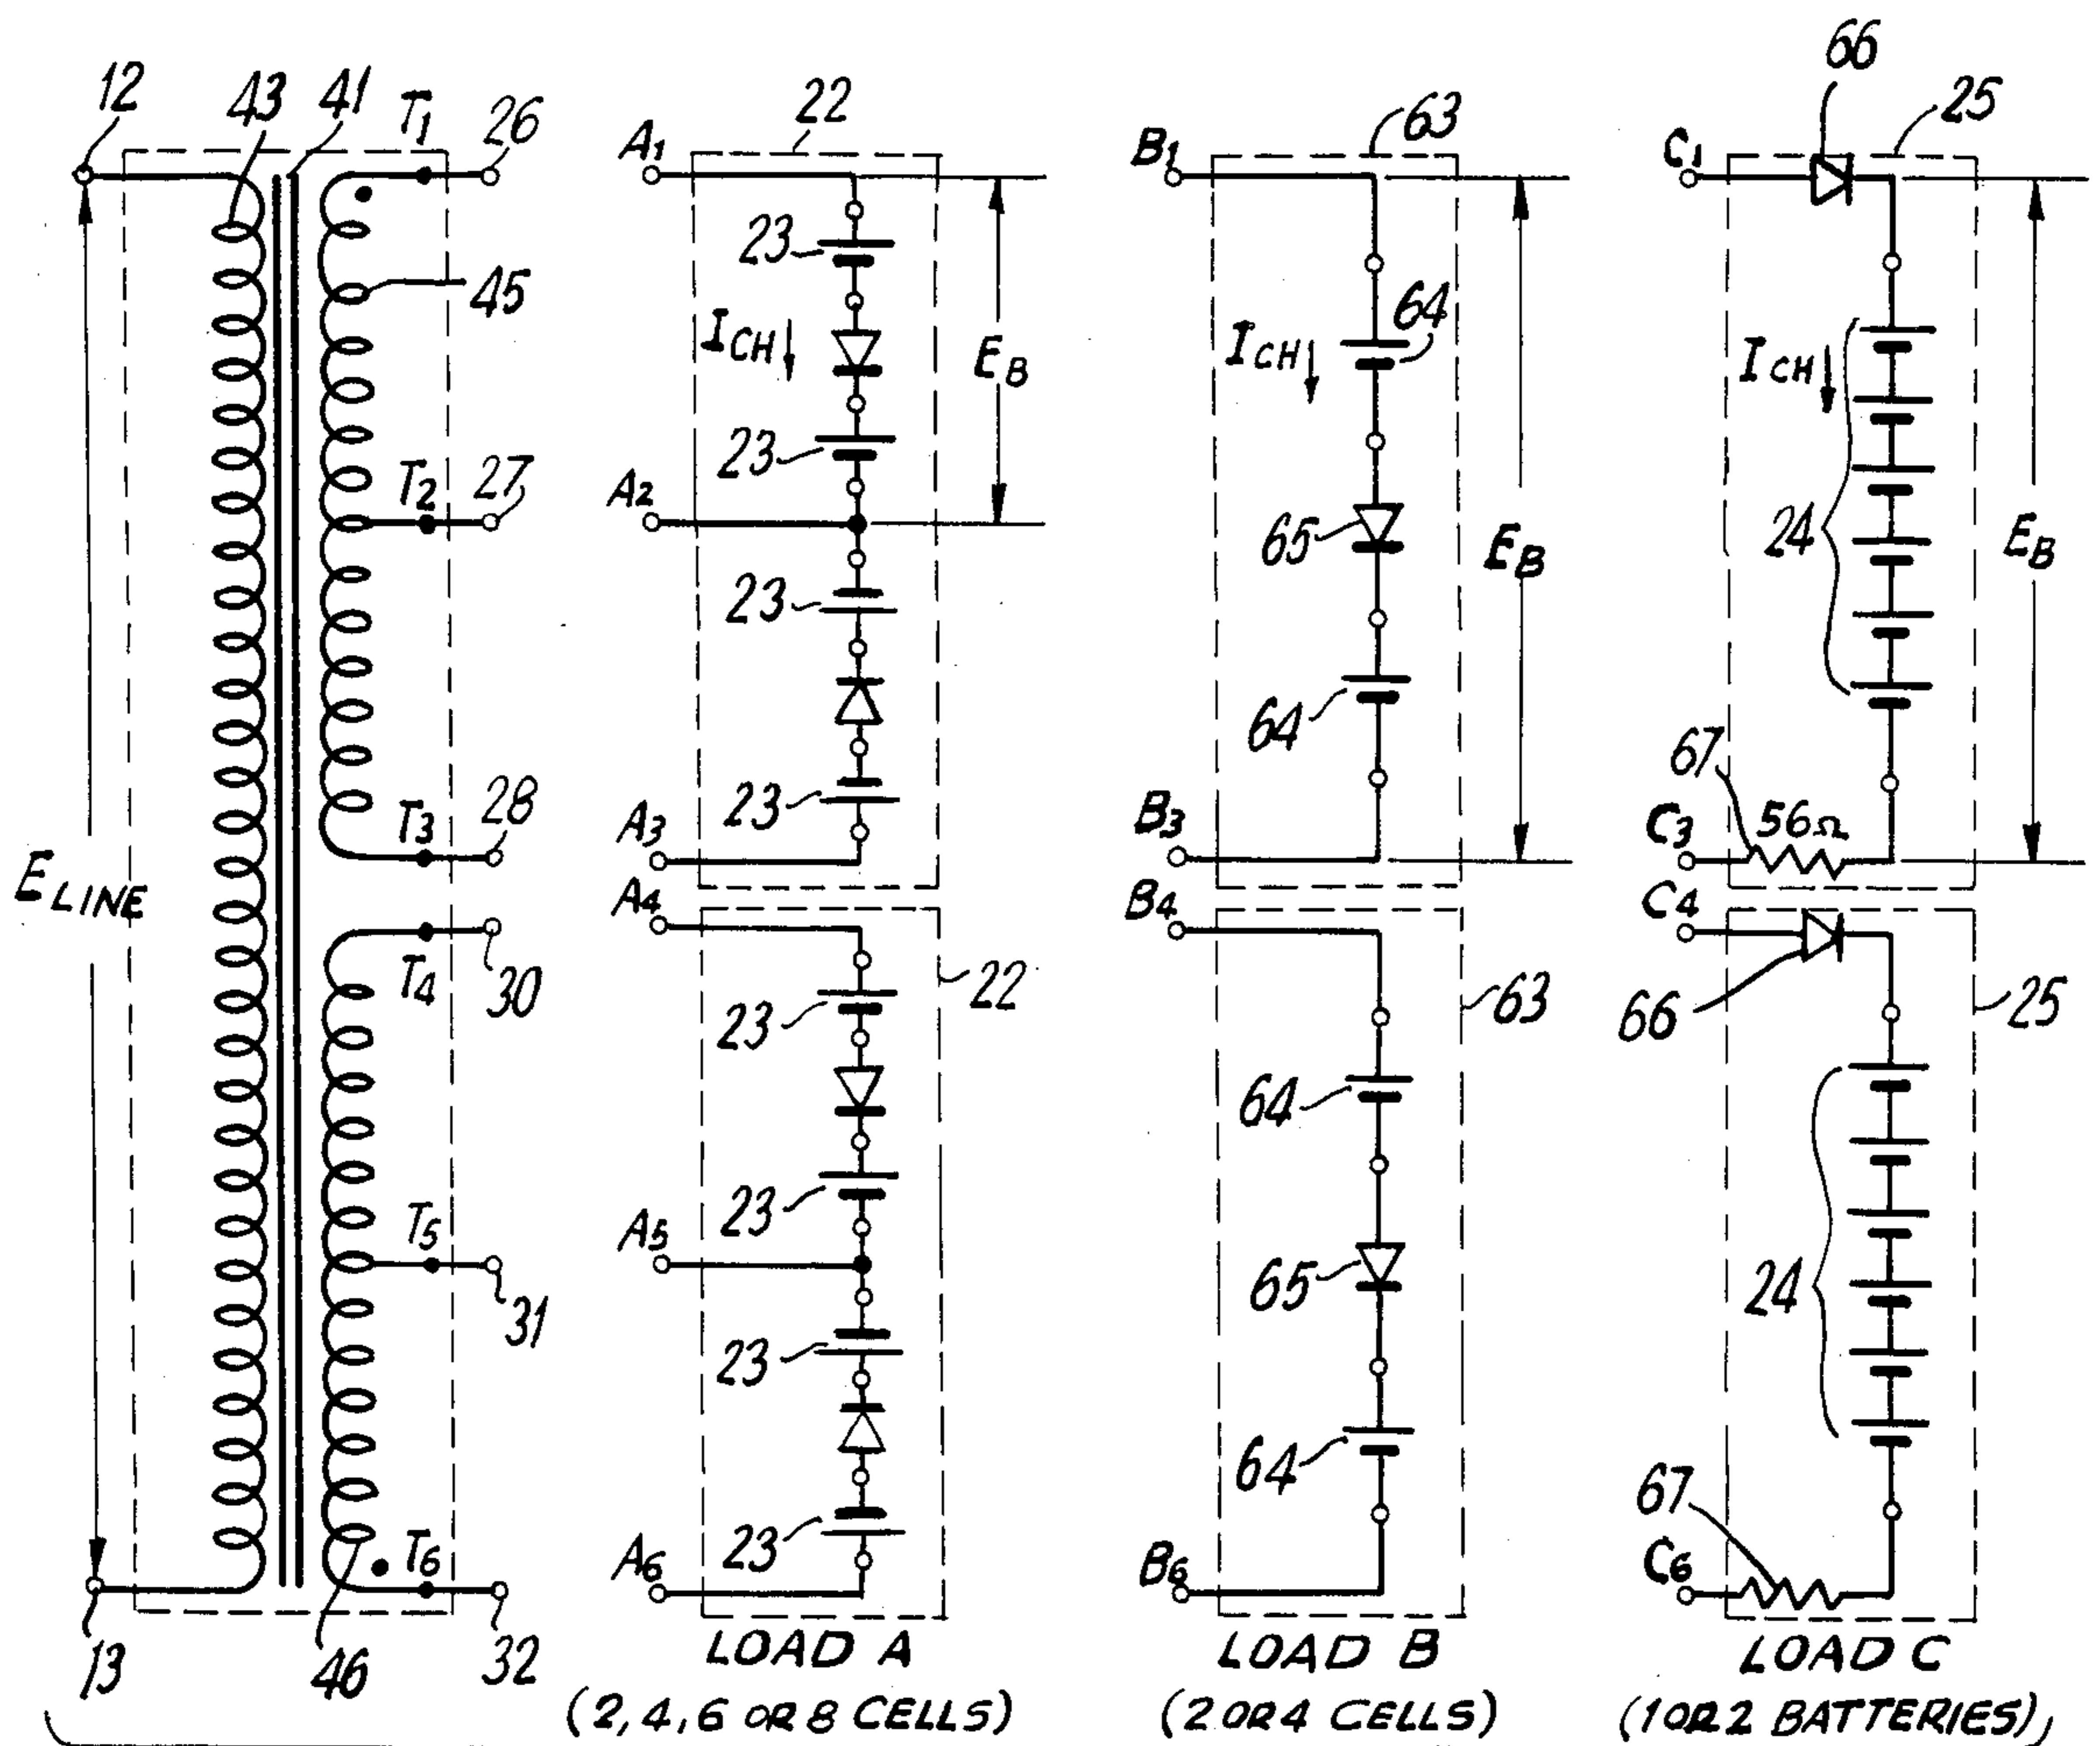 12
43
41
T1
26
45
T2
27
T3
28
T4
30
T5
31
T6
32
46
13
ELINE
22
A1
23
ICH
EB
23
A2
23
23
A3
A4
22
23
23
A5
23
23
A6
LOAD A
(2,4,6 OR 8 CELLS)
63
B1
64
ICH
65
EB
64
B3
B4
63
64
65
64
B6
LOAD B
(2 OR 4 CELLS)
66
25
C1
ICH
24
EB
67
56Ω
C3
C4
66
25
24
67
C6
LOAD C
(1 OR 2 BATTERIES),